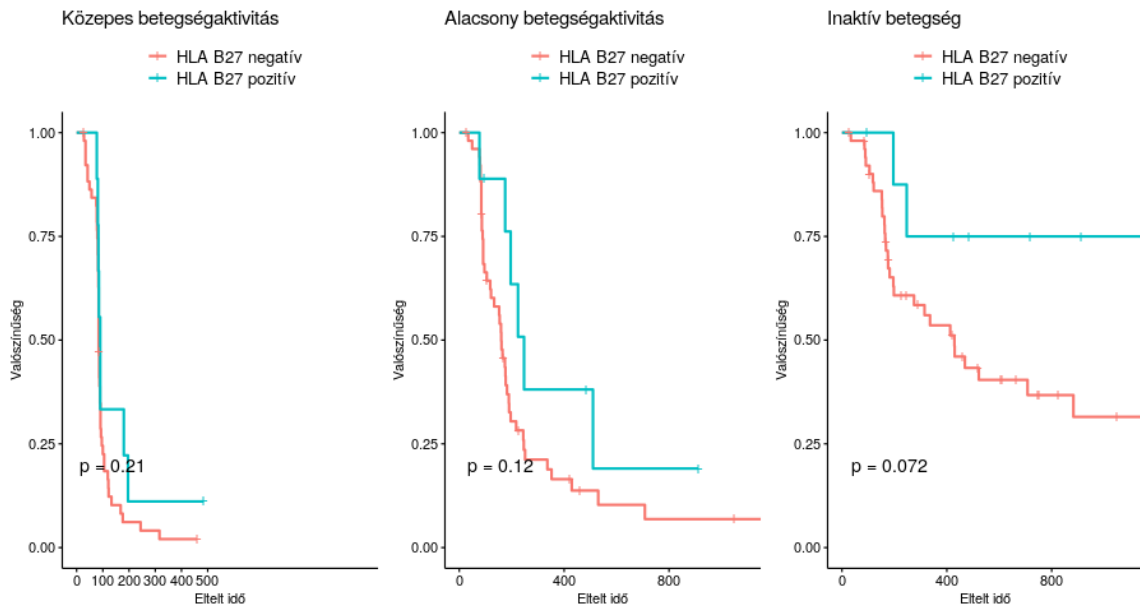 Közepes betegségaktivitás
HLA B27 negatív
HLA B27 pozitív
1.00
0.75
0.50
0.25
0.00
Valószínűség
p = 0.21
0 100 200 300 400 500
Eltelt idő
Alacsony betegségaktivitás
HLA B27 negatív
HLA B27 pozitív
1.00
0.75
0.50
0.25
0.00
Valószínűség
p = 0.12
0 400 800
Eltelt idő
Inaktív betegség
HLA B27 negatív
HLA B27 pozitív
1.00
0.75
0.50
0.25
0.00
Valószínűség
p = 0.072
0 400 800
Eltelt idő